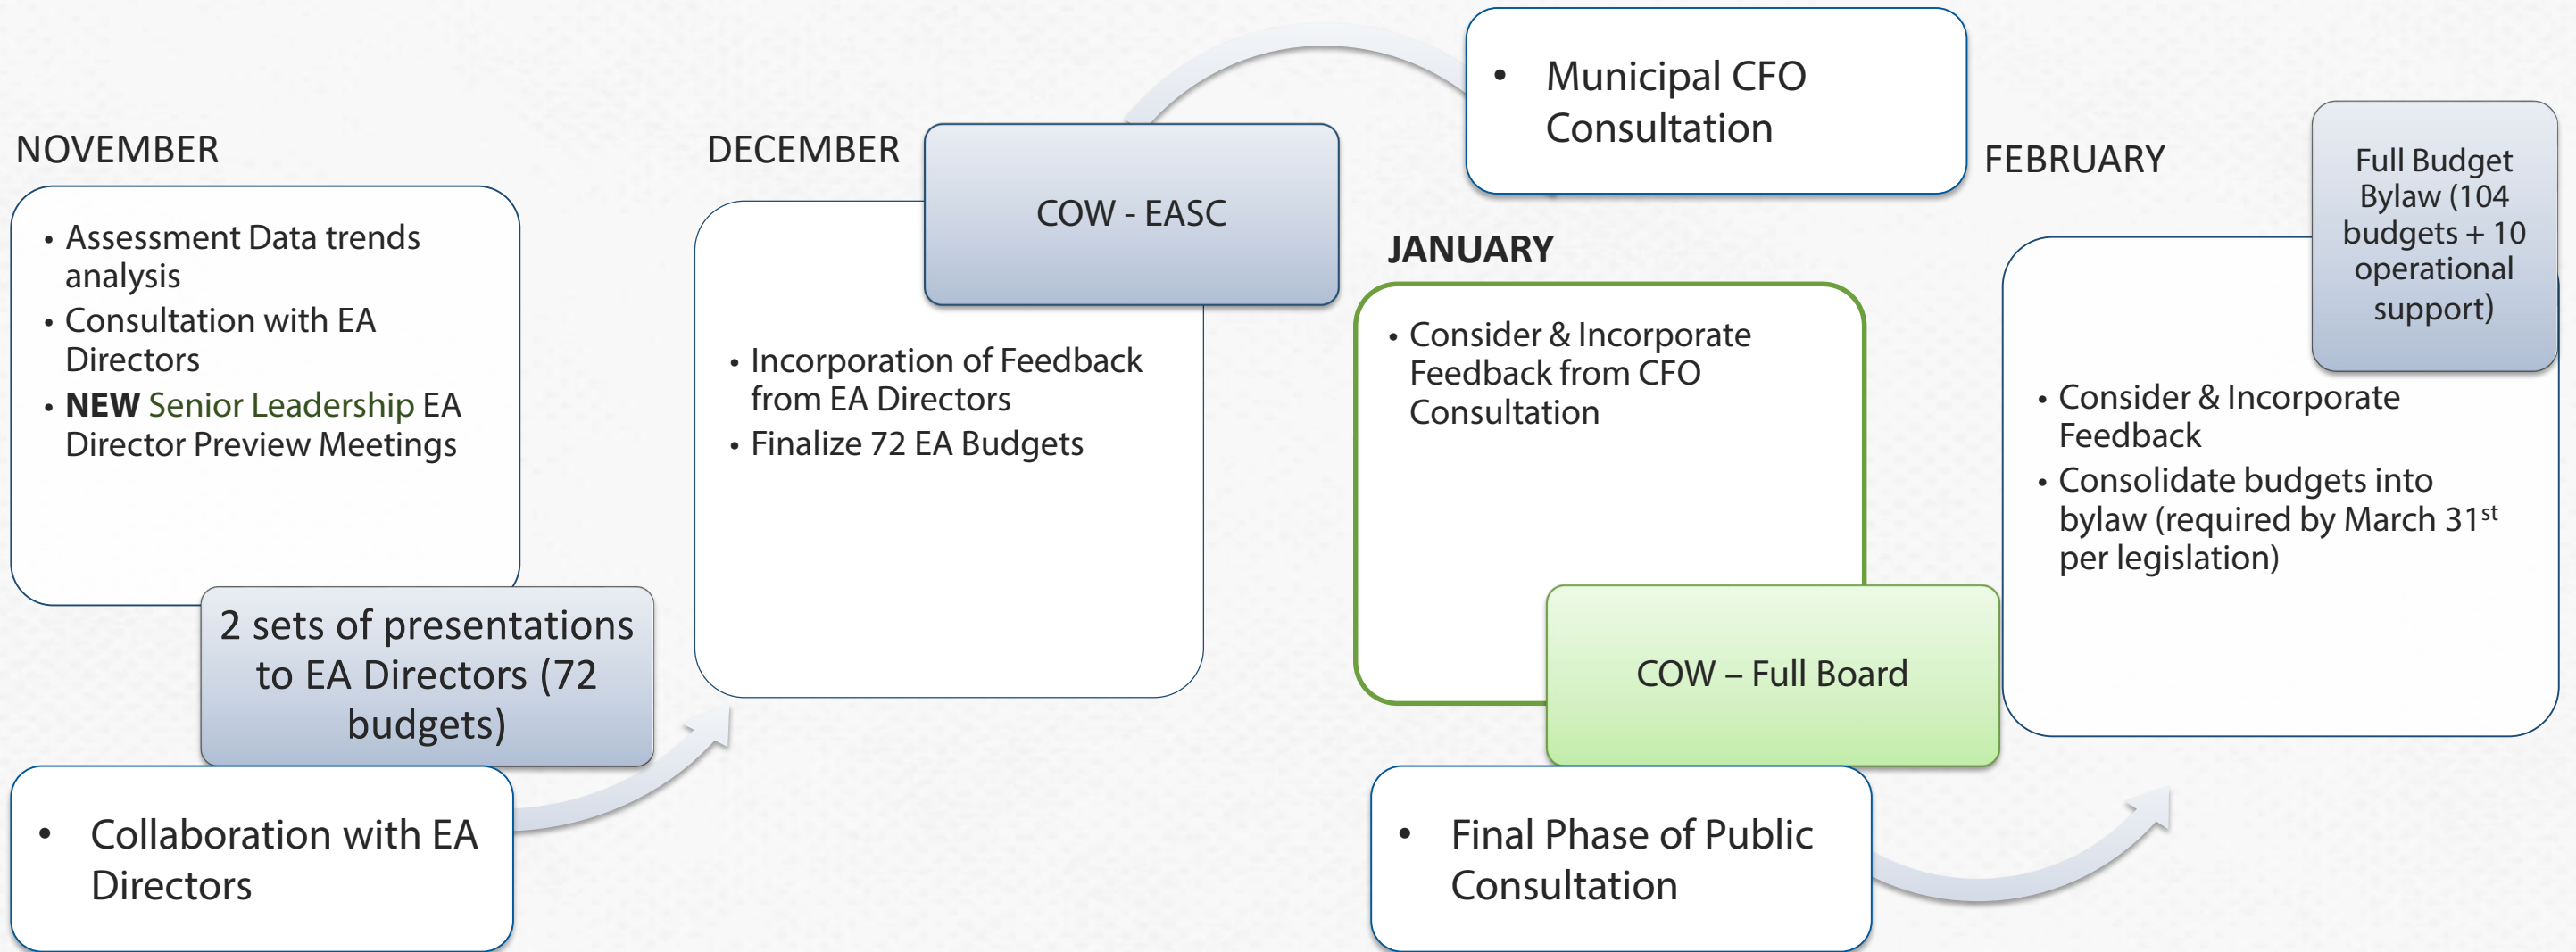 NOVEMBER
• Assessment Data trends
analysis
• Consultation with EA
Directors
• NEW Senior Leadership EA
Director Preview Meetings
2 sets of presentations
to EA Directors (72
budgets)
• Collaboration with EA
Directors
DECEMBER
COW - EASC
• Incorporation of Feedback
from EA Directors
• Finalize 72 EA Budgets
• Municipal CFO
Consultation
JANUARY
• Consider & Incorporate
Feedback from CFO
Consultation
COW – Full Board
• Final Phase of Public
Consultation
FEBRUARY
Full Budget
Bylaw (104
budgets + 10
operational
support)
• Consider & Incorporate
Feedback
• Consolidate budgets into
bylaw (required by March 31st
per legislation)